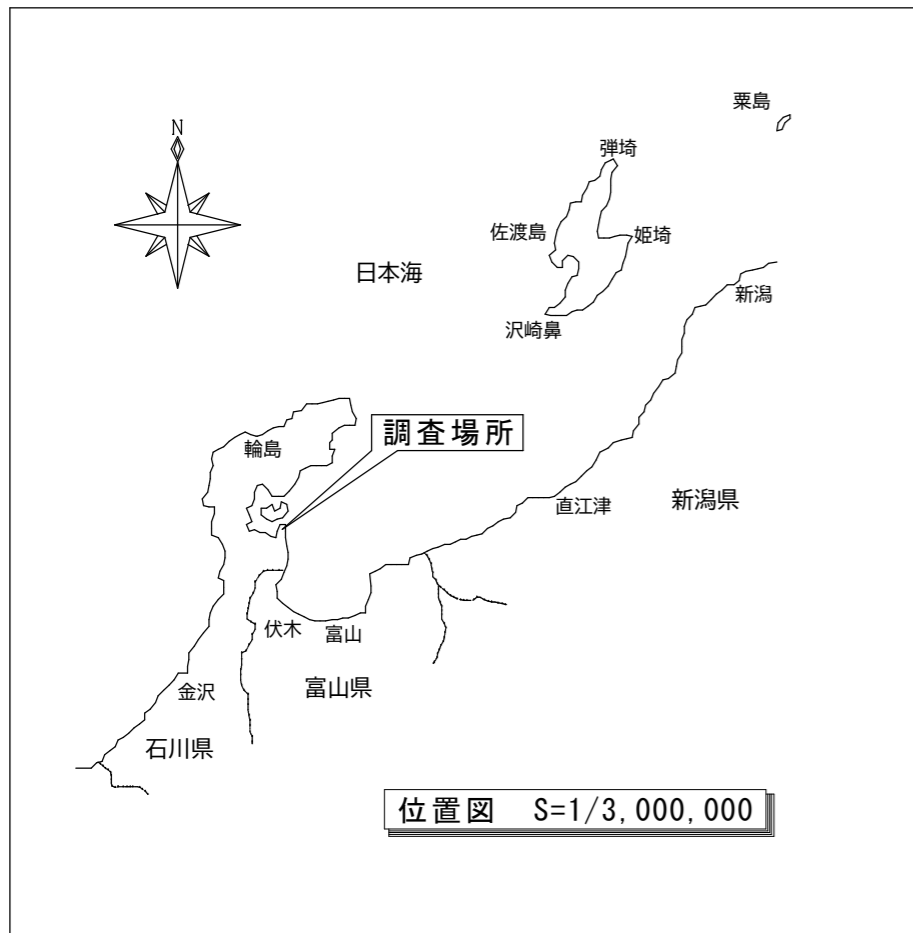 粟島
N
弾埼
佐渡島
姫埼
日本海
新潟
沢崎鼻
調査場所
輪島
直江津
新潟県
伏木
富山
富山県
金沢
石川県
位置図 S=1/3,000,000